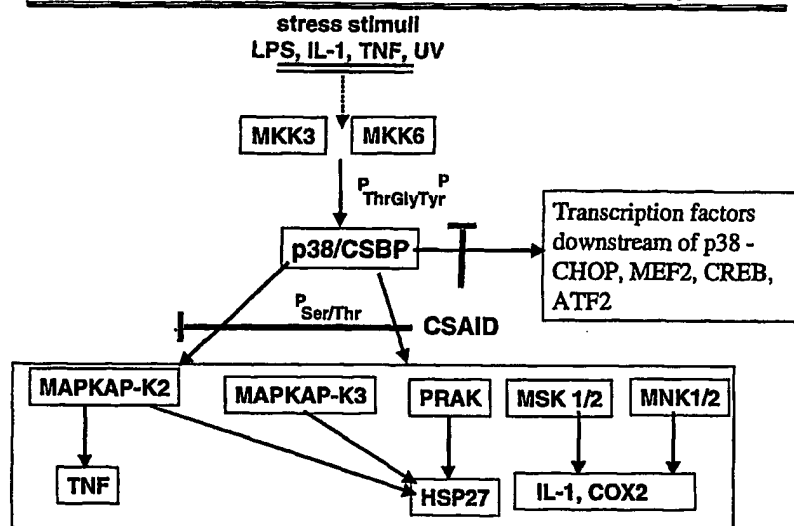 stress stimuli
LPS, IL-1, TNF, UV
MKK3
MKK6
P ThrGlyTyr P
p38/CSBP
Transcription factors
downstream of p38 -
CHOP, MEF2, CREB,
ATF2
P Ser/Thr
CSAID
MAPKAP-K2
MAPKAP-K3
PRAK
MSK 1/2
MNK1/2
TNF
HSP27
IL-1, COX2